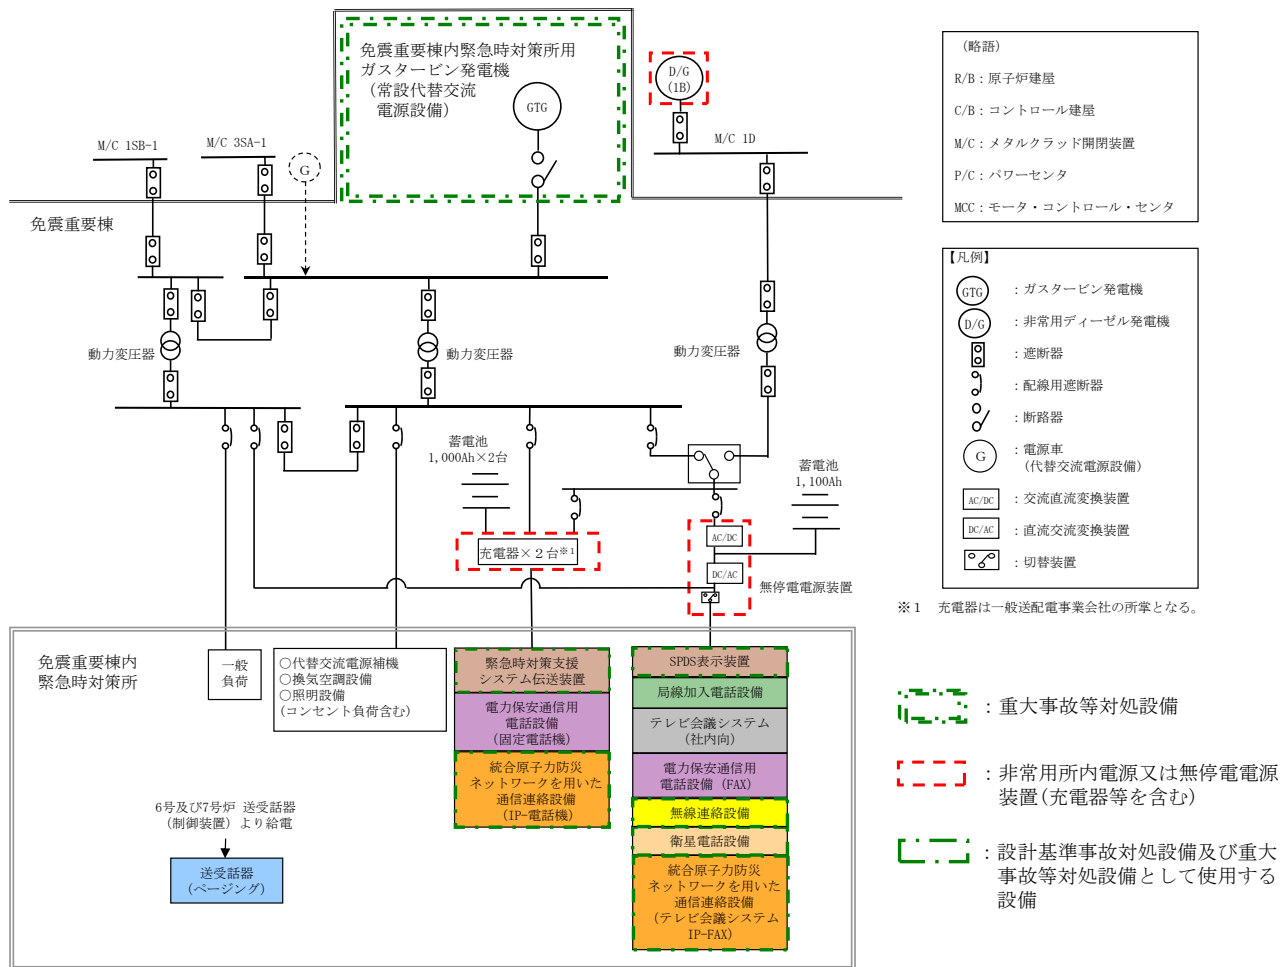 免震重要棟内緊急時対策所用
ガスタービン発電機
（常設代替交流
電源設備）
GTG
D/G
(1B)
M/C 1SB-1
M/C 3SA-1
G
M/C 1D
免震重要棟
動力変圧器
動力変圧器
動力変圧器
蓄電池
1,000Ah×2台
蓄電池
1,100Ah
充電器×２台※1
AC/DC
DC/AC
無停電電源装置
（略語）
R/B：原子炉建屋
C/B：コントロール建屋
M/C：メタルクラッド開閉装置
P/C：パワーセンタ
MCC：モータ・コントロール・センタ
【凡例】
GTG ：ガスタービン発電機
D/G ：非常用ディーゼル発電機
：遮断器
：配線用遮断器
：断路器
G ：電源車
（代替交流電源設備）
AC/DC ：交流直流変換装置
DC/AC ：直流交流変換装置
：切替装置
※１　充電器は一般送配電事業会社の所掌となる。
免震重要棟内
緊急時対策所
一般
負荷
○代替交流電源補機
○換気空調設備
○照明設備
(コンセント負荷含む)
緊急時対策支援
システム伝送装置
電力保安通信用
電話設備
(固定電話機)
統合原子力防災
ネットワークを用いた
通信連絡設備
(IP-電話機)
SPDS表示装置
局線加入電話設備
テレビ会議システム
(社内向)
電力保安通信用
電話設備（FAX）
無線連絡設備
衛星電話設備
統合原子力防災
ネットワークを用いた
通信連絡設備
(テレビ会議システム
IP-FAX)
6号及び7号炉 送受話器
(制御装置) より給電
送受話器
(ページング)
：重大事故等対処設備
：非常用所内電源又は無停電電源
装置(充電器等を含む)
：設計基準事故対処設備及び重大
事故等対処設備として使用する
設備